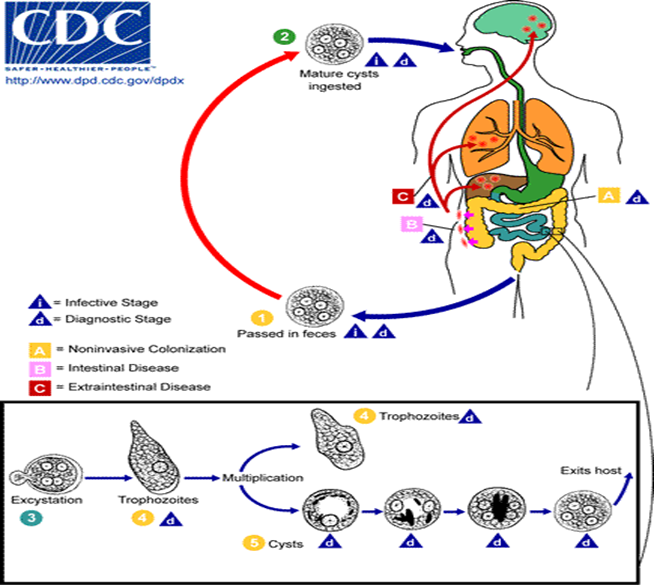 CDC
SAFER • HEALTHIER • PEOPLE™
http://www.dpd.cdc.gov/dpdx
2
Mature cysts
ingested
i d
C d
B d
A d
1
Passed in feces i d
i = Infective Stage
d = Diagnostic Stage
A = Noninvasive Colonization
B = Intestinal Disease
C = Extraintestinal Disease
4 Trophozoites d
Exits host
Excystation
3
Trophozoites
4 d
Multiplication
5 Cysts
d d d d